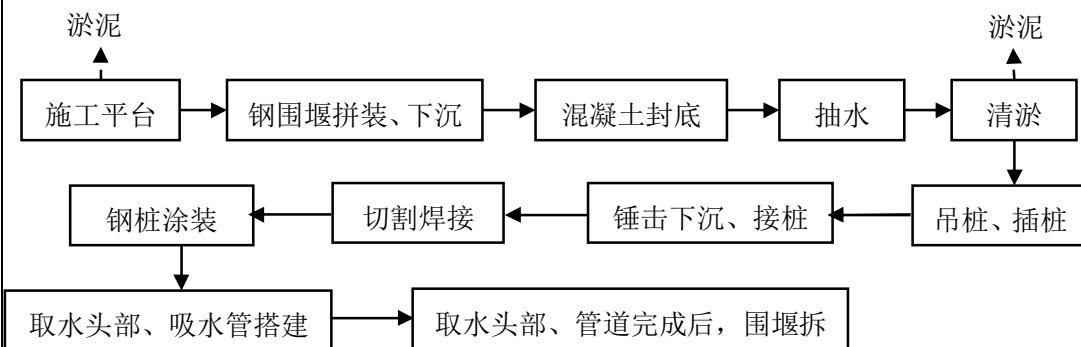 淤泥
淤泥
施工平台
钢围堰拼装、下沉
混凝土封底
抽水
清淤
钢桩涂装
切割焊接
锤击下沉、接桩
吊桩、插桩
取水头部、吸水管搭建
取水头部、管道完成后，围堰拆